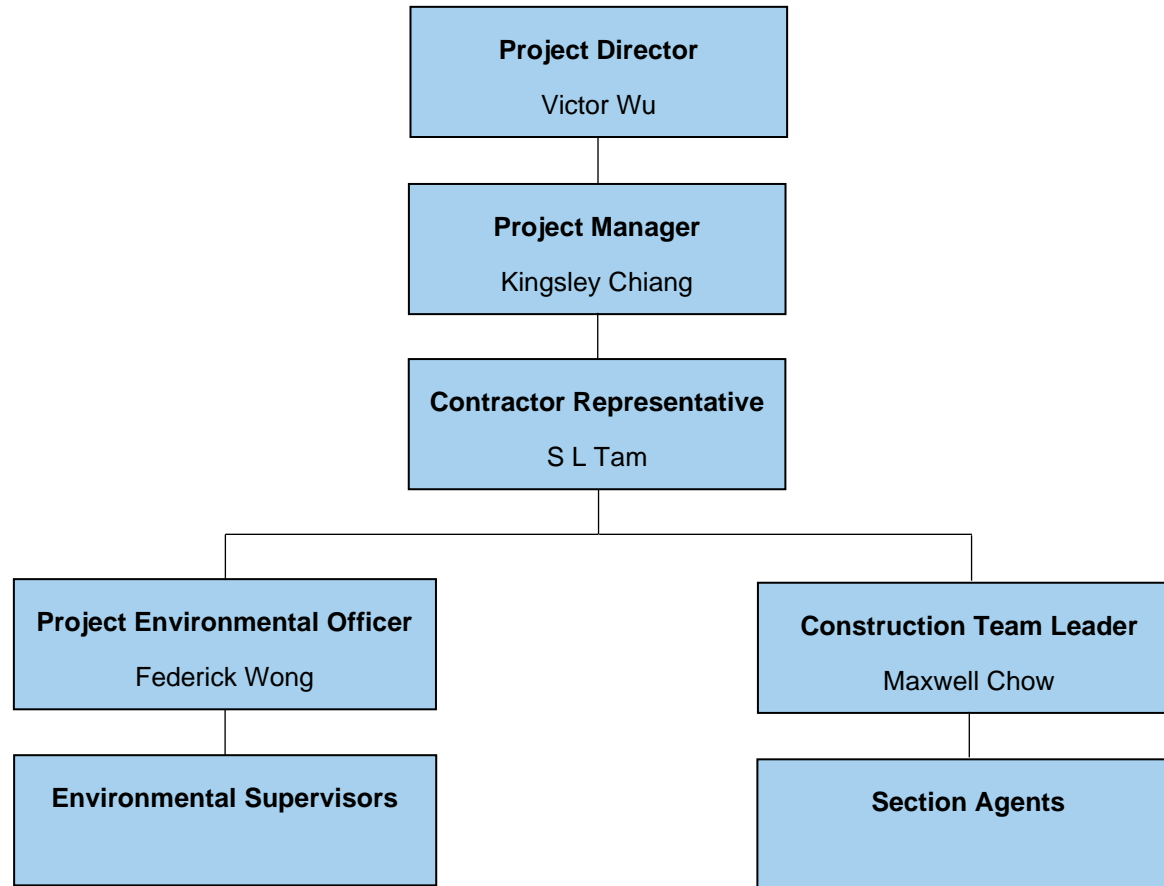 Project Director
Victor Wu
Project Manager
Kingsley Chiang
Contractor Representative
S L Tam
Project Environmental Officer
Federick Wong
Construction Team Leader
Maxwell Chow
Environmental Supervisors
Section Agents